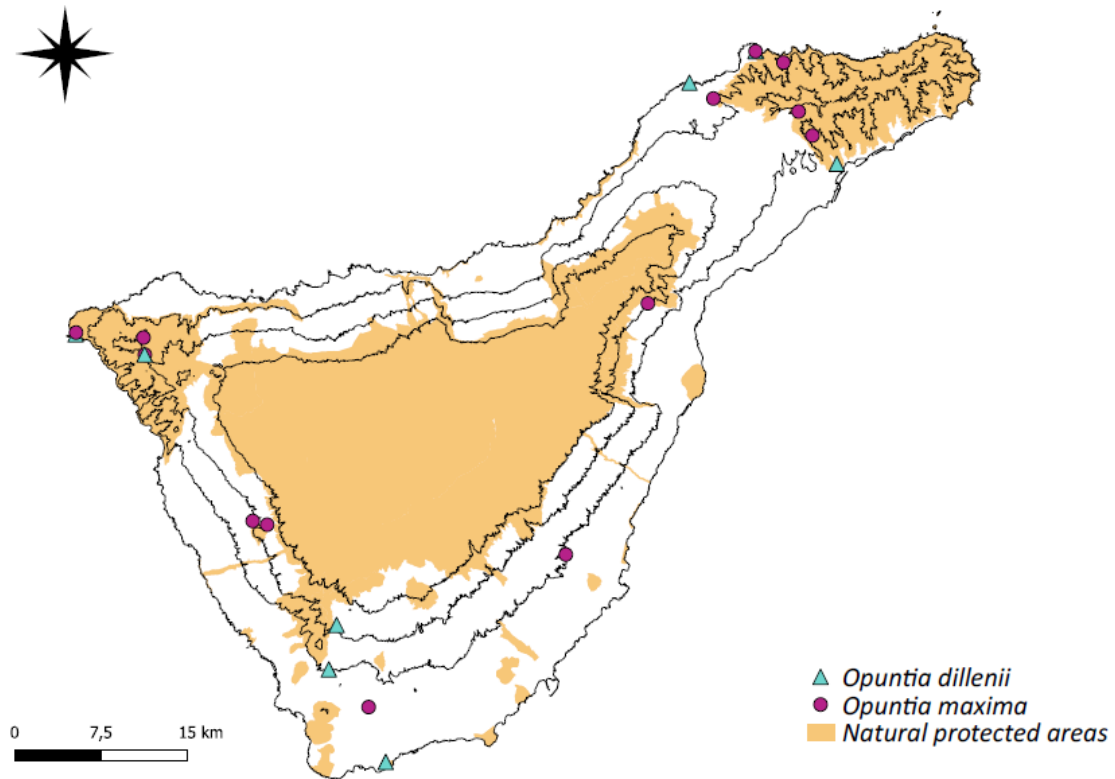 Opuntia dillenii
Opuntia maxima
Natural protected areas
0 7,5 15 km